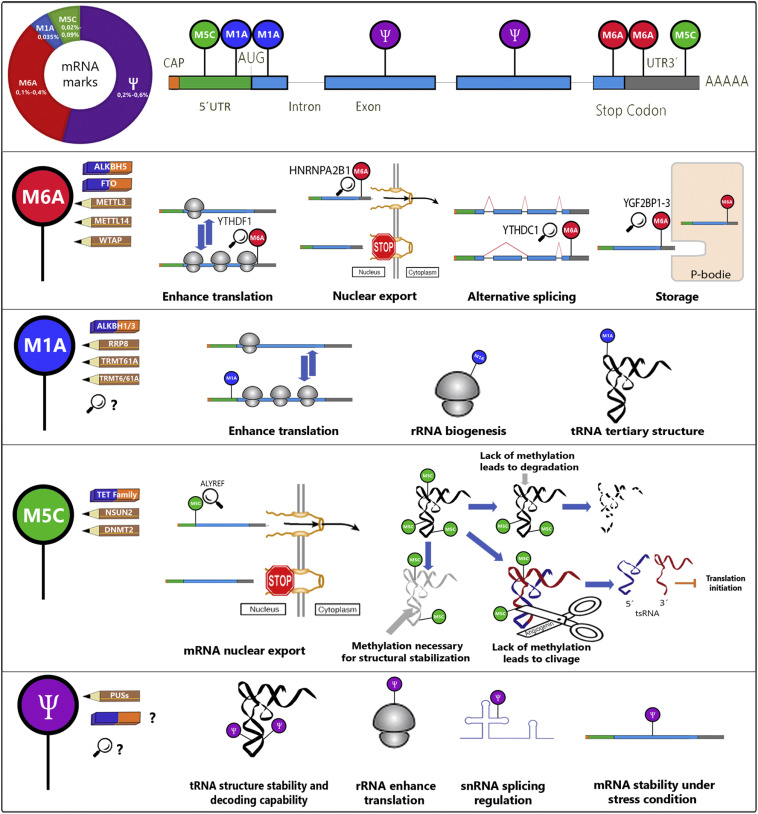 M5C
0,02%-
0,09%
M1A
0,035%
mRNA
marks
M6A
0,1%-0,4%
Ψ
0,2%-0,6%
M5C
M1A
M1A
Ψ
Ψ
M6A
M6A
M5C
CAP
AUG
UTR3´
AAAAA
5´UTR
Intron
Exon
Stop Codon
M6A
ALKBH5
FTO
METTL3
METTL14
WTAP
YTHDF1
M6A
Enhance translation
HNRNPA2B1
M6A
STOP
Nucleus
Cytoplasm
Nuclear export
YTHDC1
M6A
Alternative splicing
YGF2BP1-3
M6A
M6A
P-bodie
Storage
M1A
ALKBH1/3
RRP8
TRMT61A
TRMT6/61A
?
M1A
Enhance translation
M1A
rRNA biogenesis
M1A
tRNA tertiary structure
M5C
TET Family
NSUN2
DNMT2
ALYREF
M5C
STOP
Nucleus
Cytoplasm
mRNA nuclear export
M5C
M5C
M5C
Lack of methylation
leads to degradation
M5C
M5C
M5C
M5C
Methylation necessary
for structural stabilization
M5C
M5C
Angiogenin
Lack of methylation
leads to clivage
5´
3´
tsRNA
Translation
initiation
Ψ
PUSs
?
?
Ψ
Ψ
tRNA structure stability and
decoding capability
Ψ
rRNA enhance
translation
Ψ
snRNA splicing
regulation
Ψ
mRNA stability under
stress condition